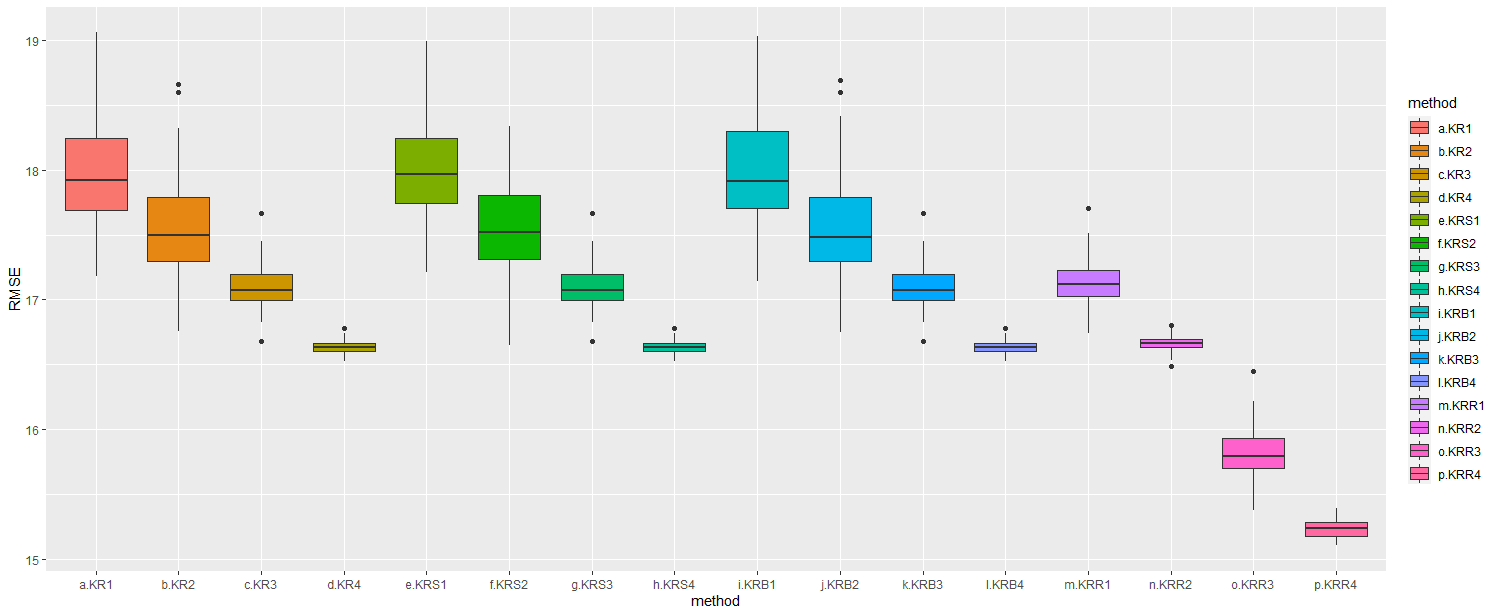 RMSE
19
18
17
16
15
a.KR1 b.KR2 c.KR3 d.KR4 e.KRS1 f.KRS2 g.KRS3 h.KRS4 i.KRB1 j.KRB2 k.KRB3 l.KRB4 m.KRR1 n.KRR2 o.KRR3 p.KRR4
method
method
a.KR1
b.KR2
c.KR3
d.KR4
e.KRS1
f.KRS2
g.KRS3
h.KRS4
i.KRB1
j.KRB2
k.KRB3
l.KRB4
m.KRR1
n.KRR2
o.KRR3
p.KRR4